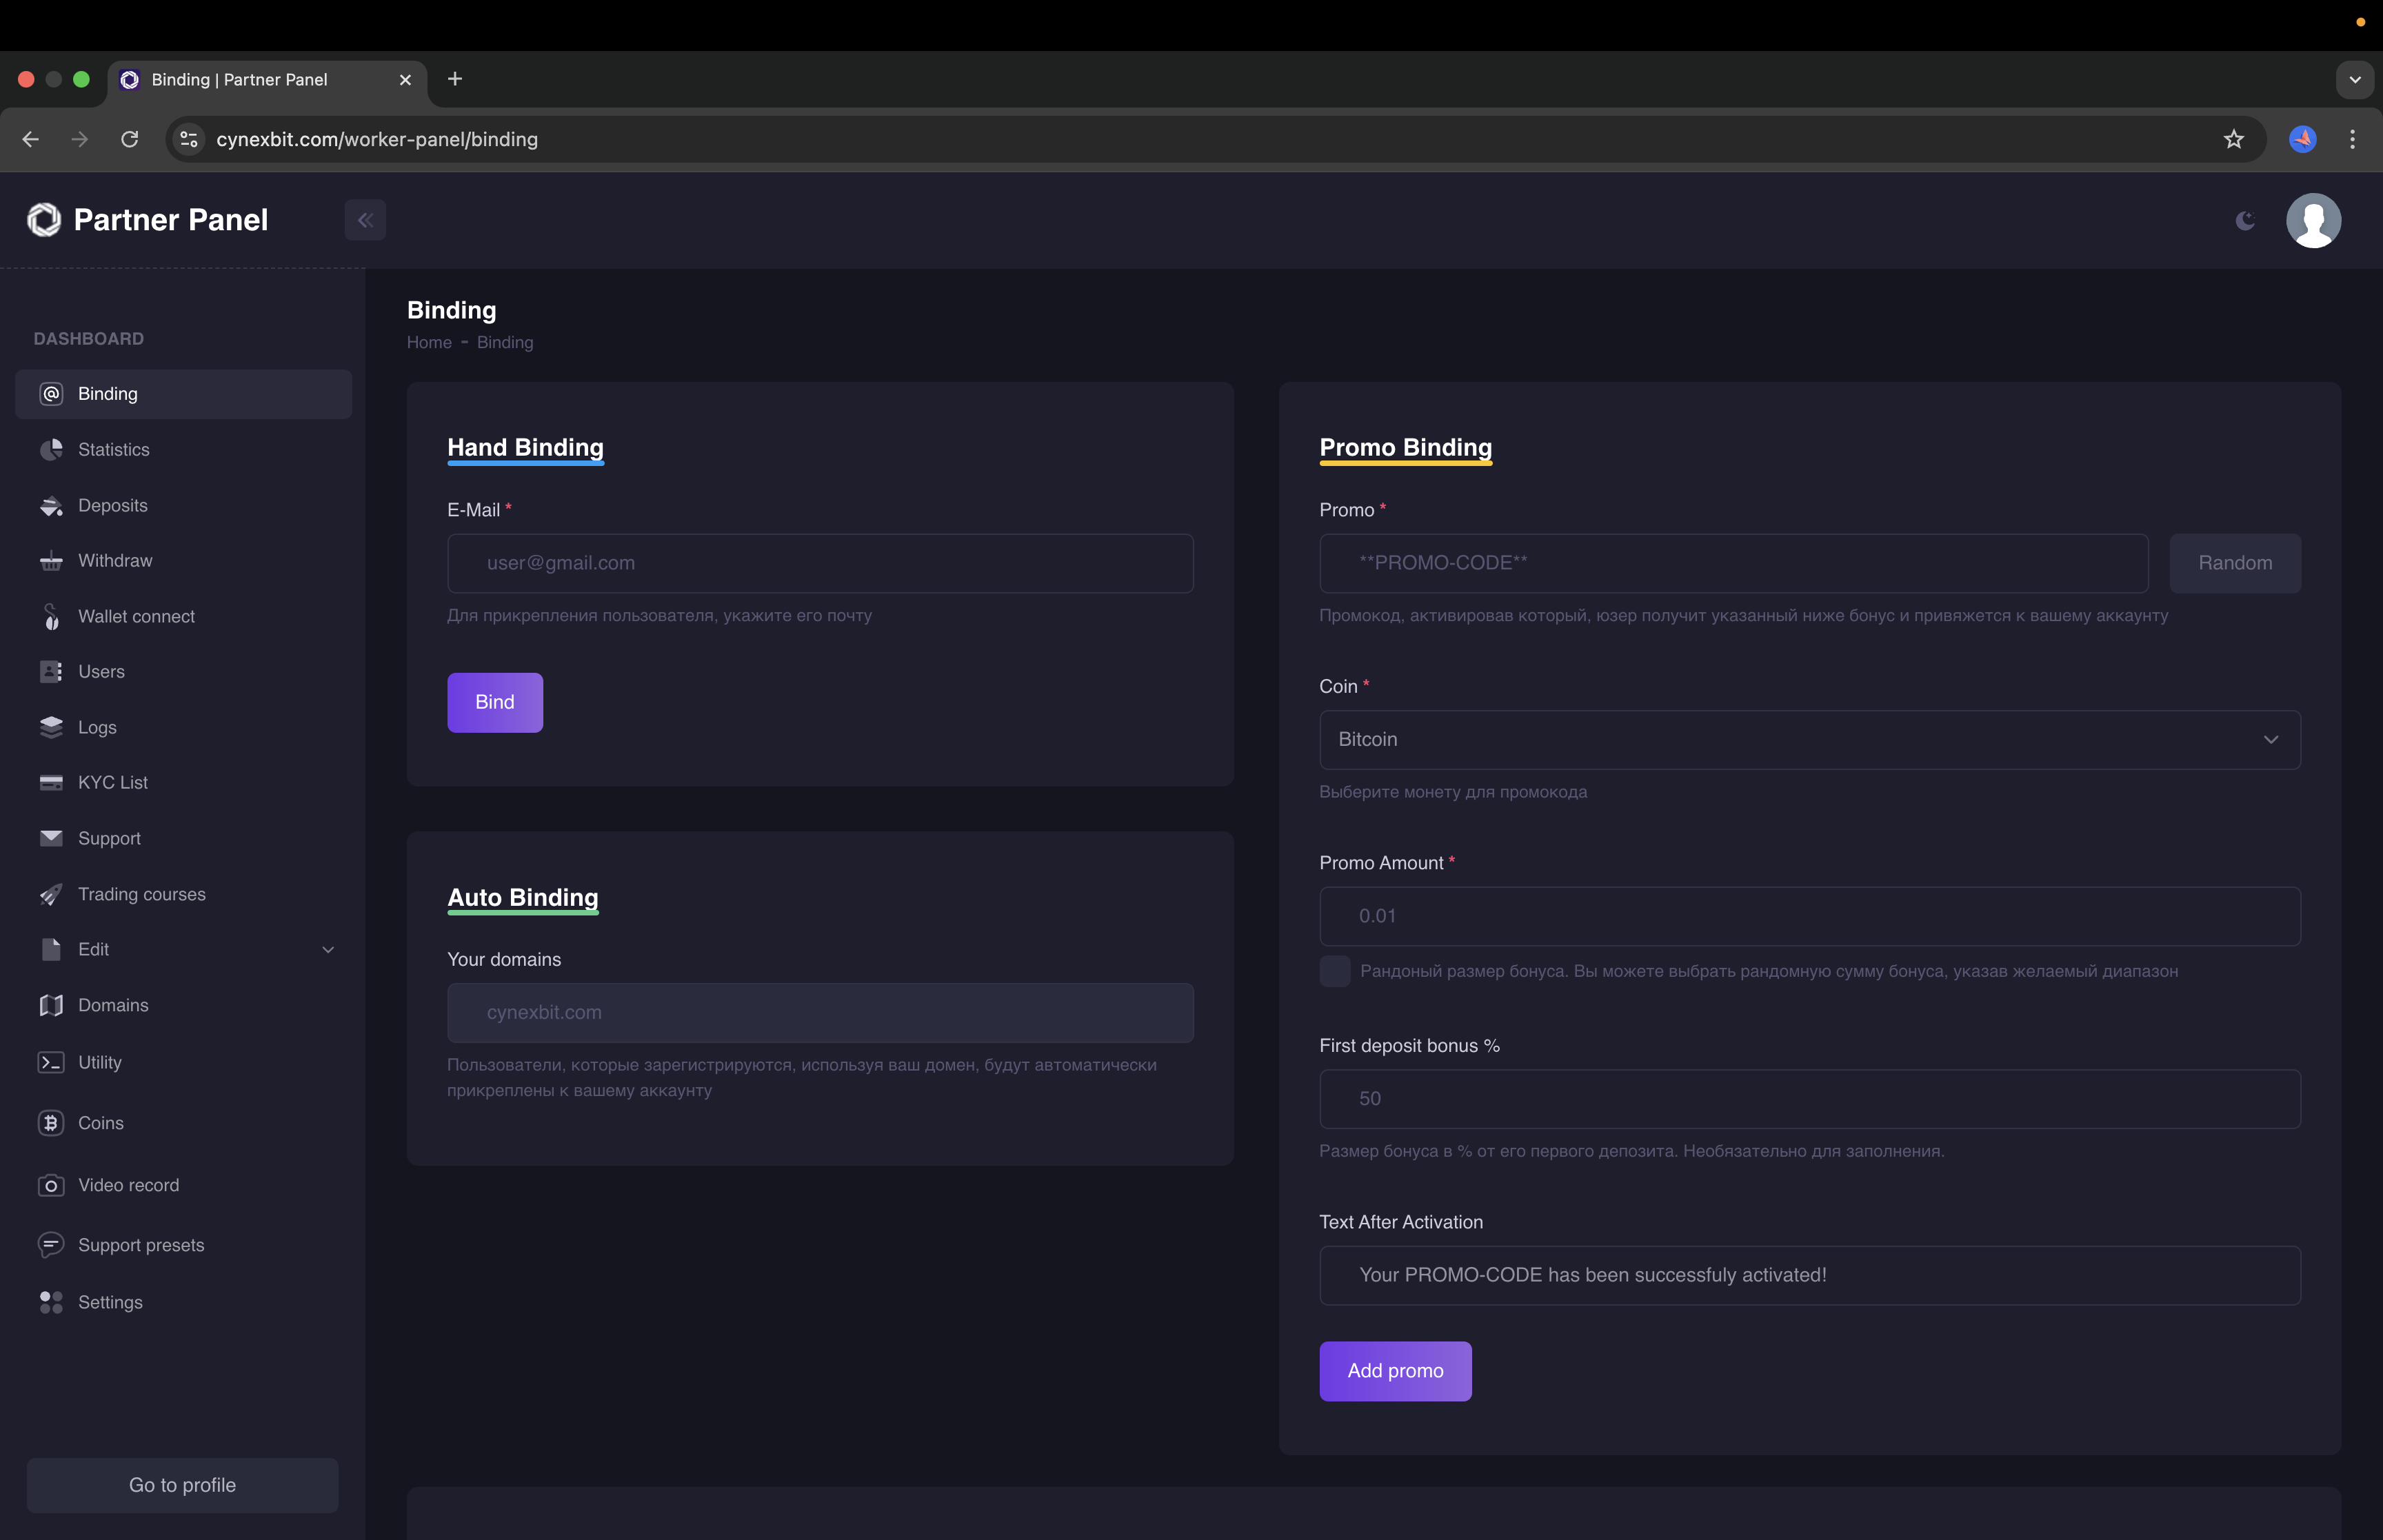 Binding | Partner Panel
cynexbit.com/worker-panel/binding
Partner Panel
DASHBOARD
Binding
Statistics
Deposits
Withdraw
Wallet connect
Users
Logs
KYC List
Support
Trading courses
Edit
Domains
Utility
Coins
Video record
Support presets
Settings
Go to profile
Binding
Home - Binding
Hand Binding
E-Mail *
user@gmail.com
Для прикрепления пользователя, укажите его почту
Bind
Auto Binding
Your domains
cynexbit.com
Пользователи, которые зарегистрируются, используя ваш домен, будут автоматически
прикреплены к вашему аккаунту
Promo Binding
Promo *
**PROMO-CODE**
Random
Промокод, активировав который, юзер получит указанный ниже бонус и привяжется к вашему аккаунту
Coin *
Bitcoin
Выберите монету для промокода
Promo Amount *
0.01
Рандоный размер бонуса. Вы можете выбрать рандомную сумму бонуса, указав желаемый диапазон
First deposit bonus %
50
Размер бонуса в % от его первого депозита. Необязательно для заполнения.
Text After Activation
Your PROMO-CODE has been successfuly activated!
Add promo